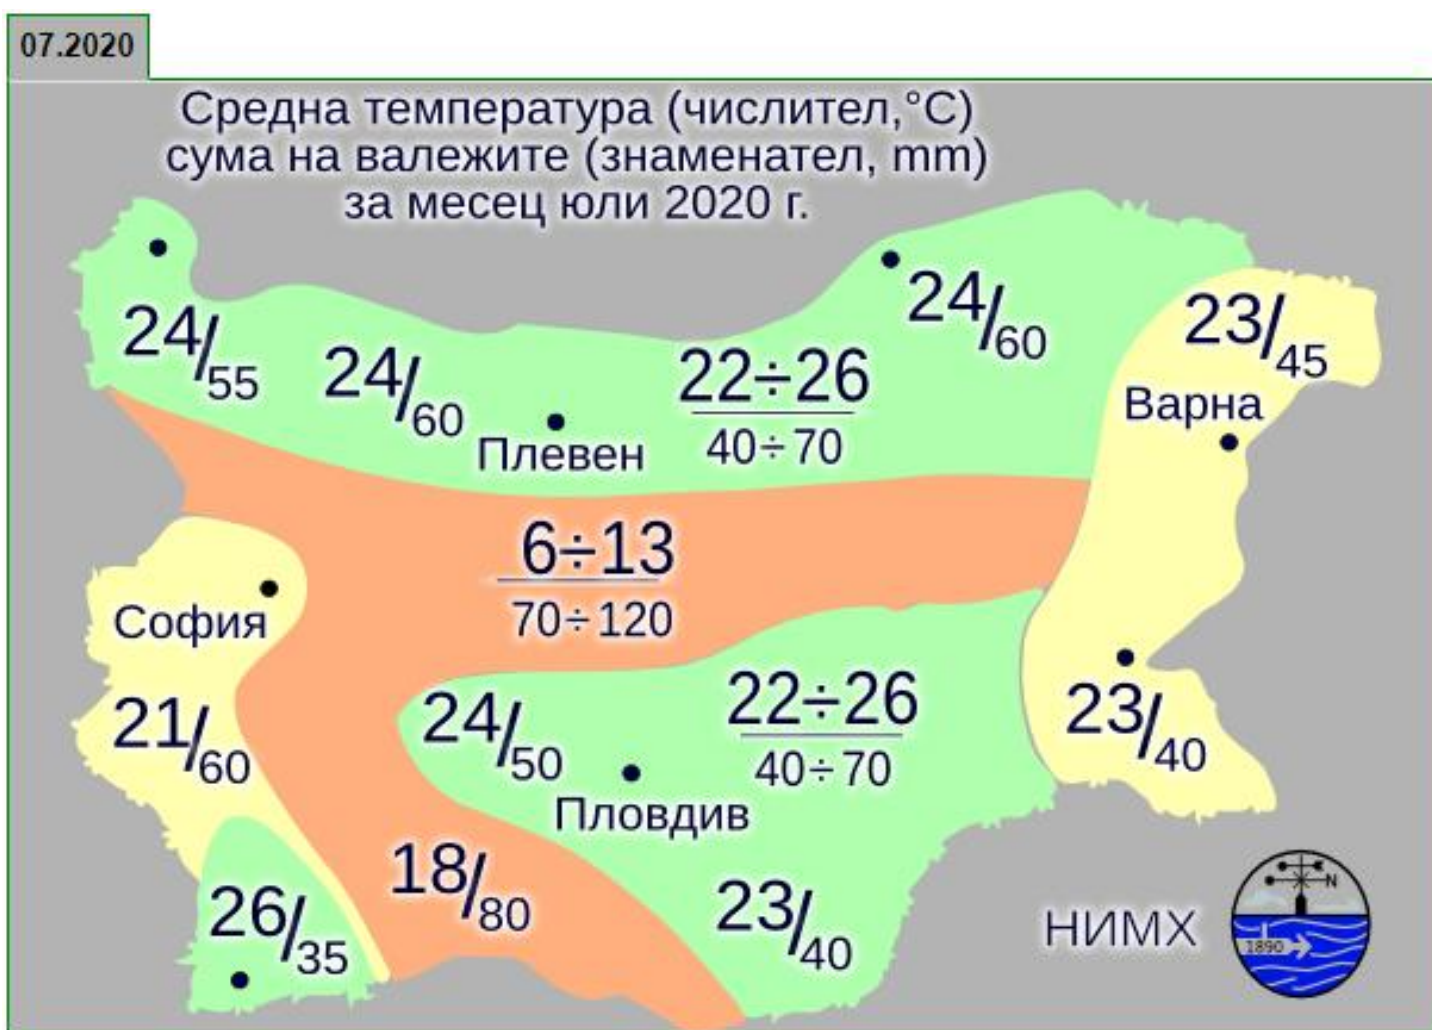 07.2020
Средна температура (числител,°C)
сума на валежите (знаменател, mm)
за месец юли 2020 г.
24/55
24/60
Плевен
22÷26
40÷70
24/60
23/45
Варна
6÷13
70÷120
София
21/60
24/50
Пловдив
22÷26
40÷70
23/40
18/80
26/35
23/40
НИМХ
N
1890